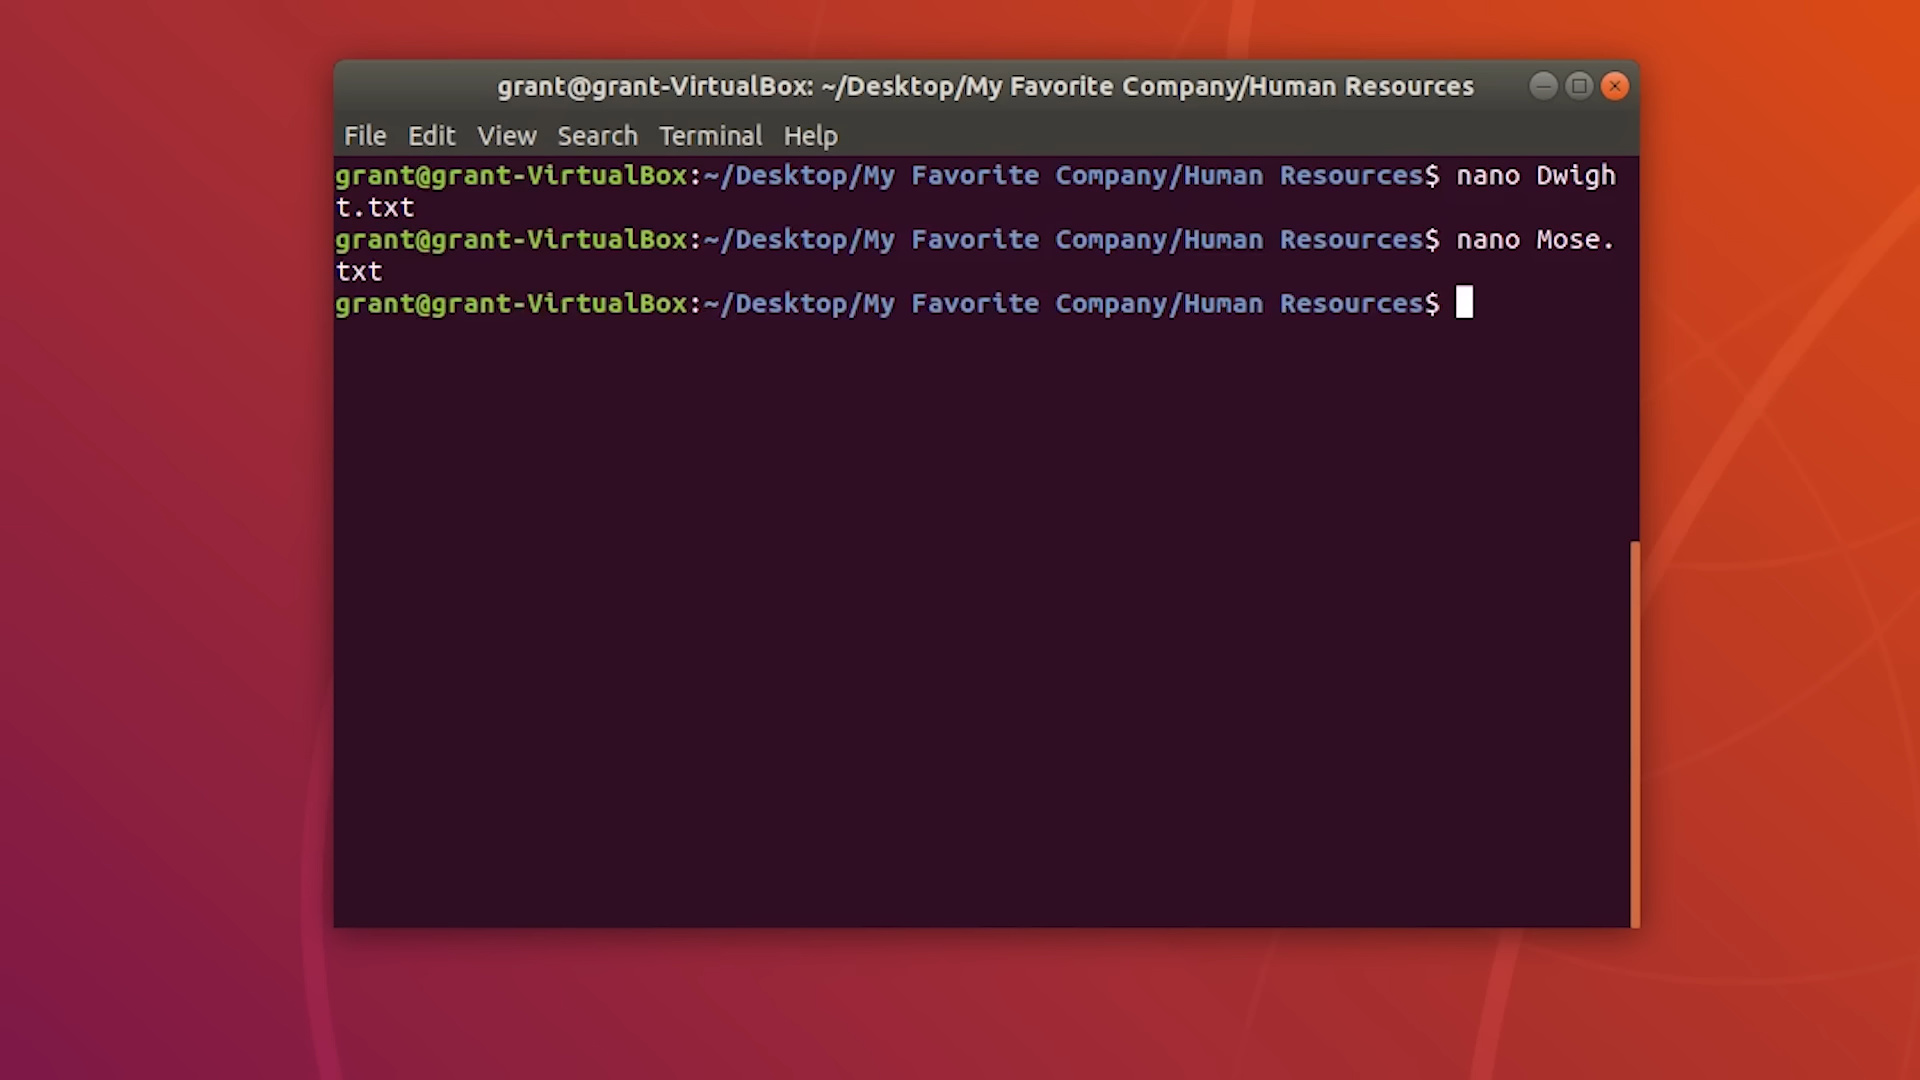 grant@grant-VirtualBox: ~/Desktop/My Favorite Company/Human Resources
File Edit View Search Terminal Help
grant@grant-VirtualBox:~/Desktop/My Favorite Company/Human Resources$ nano Dwigh
t.txt
grant@grant-VirtualBox:~/Desktop/My Favorite Company/Human Resources$ nano Mose.
txt
grant@grant-VirtualBox:~/Desktop/My Favorite Company/Human Resources$